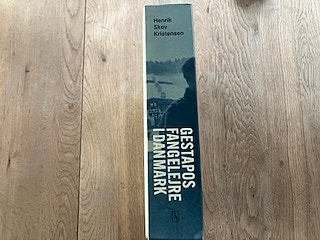 Henrik
Skov
Kristensen
GESTAPOS
FANGELEJRE
I DANMARK